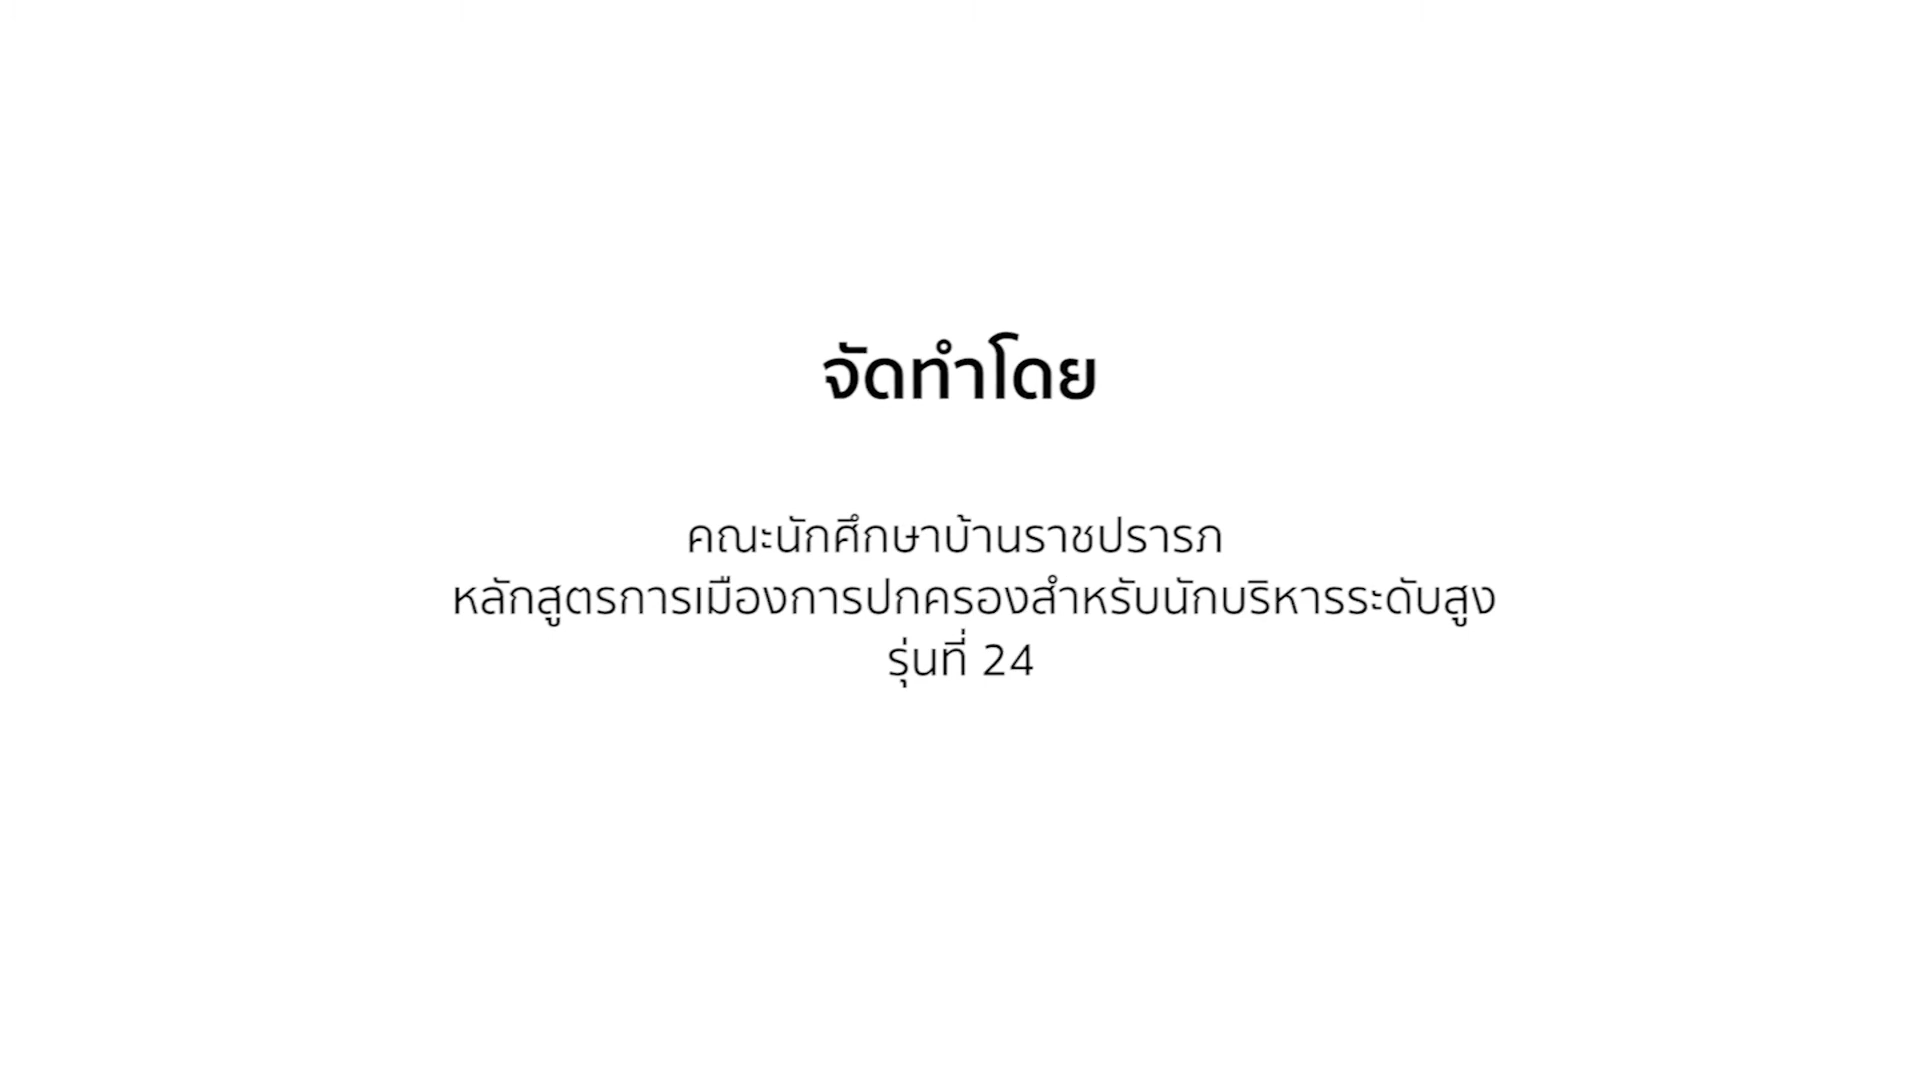 จัดทำโดย
คณะนักศึกษาบ้านราชปรารภ
หลักสูตรการเมืองการปกครองสำหรับนักบริหารระดับสูง
รุ่นที่ 24